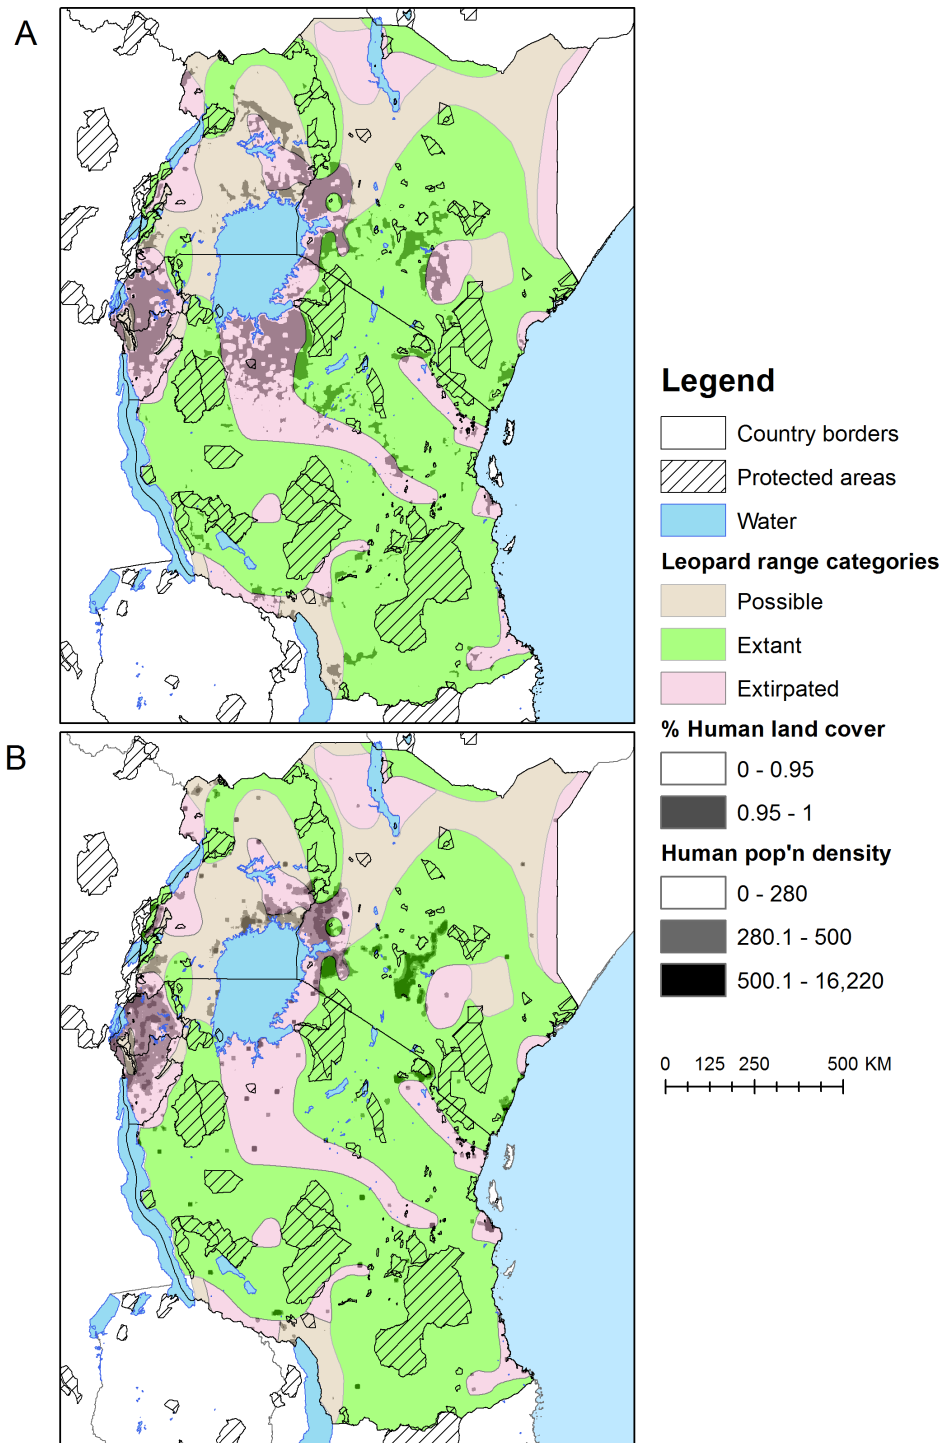 A
B
Legend
Country borders
Protected areas
Water
Leopard range categories
Possible
Extant
Extirpated
% Human land cover
0 - 0.95
0.95 - 1
Human pop'n density
0 - 280
280.1 - 500
500.1 - 16,220
0 125 250 500 KM